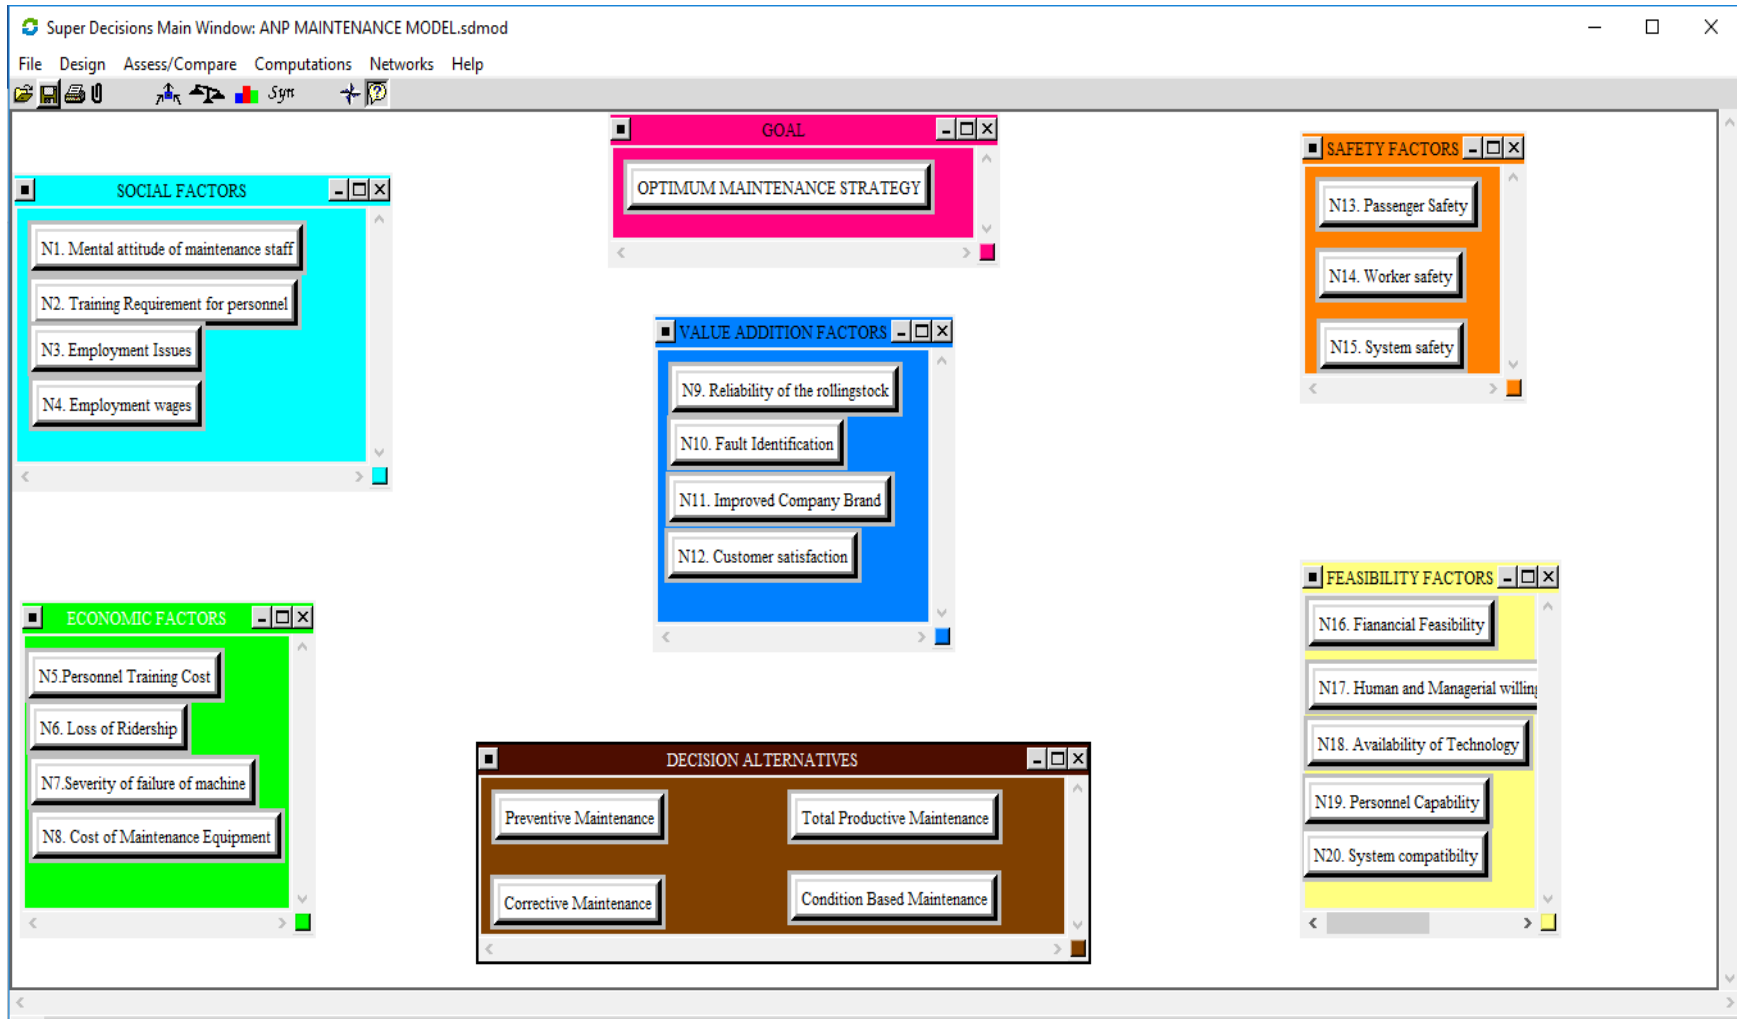 Super Decisions Main Window: ANP MAINTENANCE MODEL.sdmod
File Design Assess/Compare Computations Networks Help
Syn
GOAL
OPTIMUM MAINTENANCE STRATEGY
SOCIAL FACTORS
N1. Mental attitude of maintenance staff
N2. Training Requirement for personnel
N3. Employment Issues
N4. Employment wages
VALUE ADDITION FACTORS
N9. Reliability of the rollingstock
N10. Fault Identification
N11. Improved Company Brand
N12. Customer satisfaction
SAFETY FACTORS
N13. Passenger Safety
N14. Worker safety
N15. System safety
ECONOMIC FACTORS
N5.Personnel Training Cost
N6. Loss of Ridership
N7.Severity of failure of machine
N8. Cost of Maintenance Equipment
DECISION ALTERNATIVES
Preventive Maintenance
Total Productive Maintenance
Corrective Maintenance
Condition Based Maintenance
FEASIBILITY FACTORS
N16. Fianancial Feasibility
N17. Human and Managerial willing
N18. Availability of Technology
N19. Personnel Capability
N20. System compatibilty